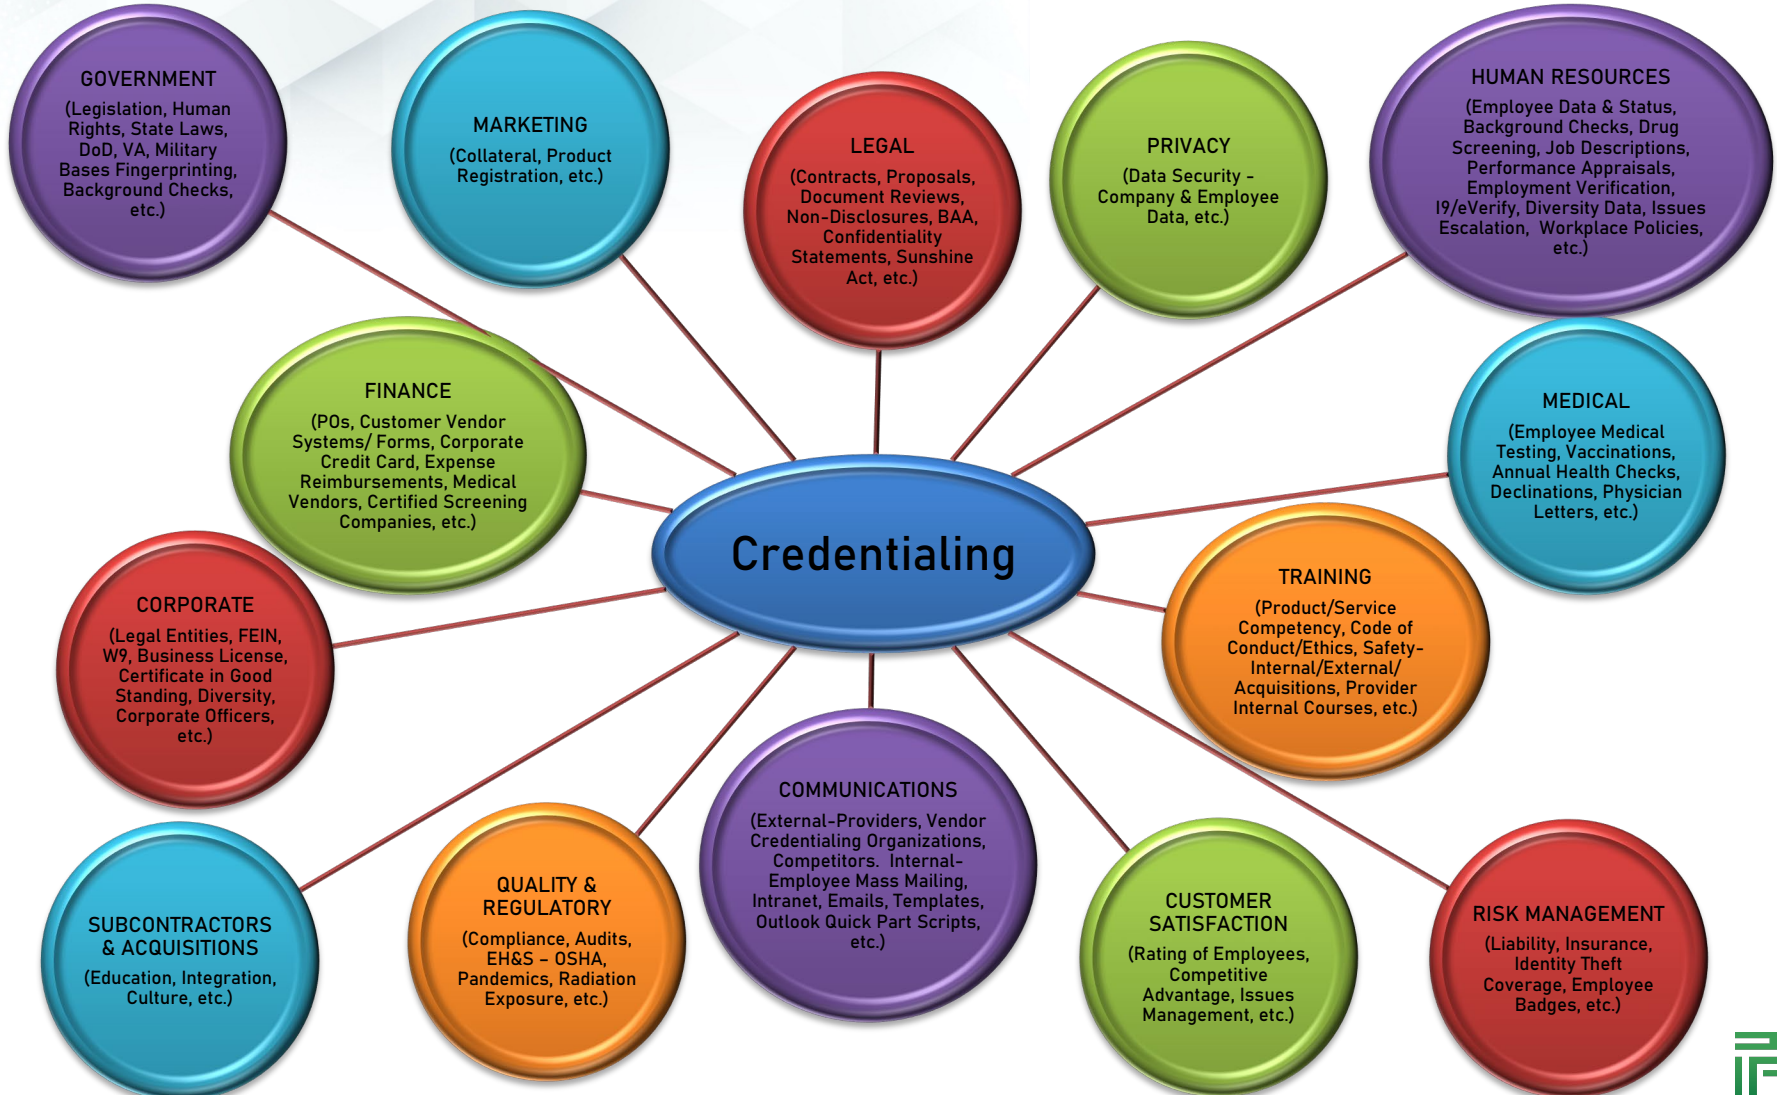 GOVERNMENT
(Legislation, Human
Rights, State Laws,
DoD, VA, Military
Bases Fingerprinting,
Background Checks,
etc.)
MARKETING
(Collateral, Product
Registration, etc.)
LEGAL
(Contracts, Proposals,
Document Reviews,
Non-Disclosures, BAA,
Confidentiality
Statements, Sunshine
Act, etc.)
PRIVACY
(Data Security -
Company & Employee
Data, etc.)
HUMAN RESOURCES
(Employee Data & Status,
Background Checks, Drug
Screening, Job Descriptions,
Performance Appraisals,
Employment Verification,
I9/eVerify, Diversity Data, Issues
Escalation, Workplace Policies,
etc.)
FINANCE
(POs, Customer Vendor
Systems/ Forms, Corporate
Credit Card, Expense
Reimbursements, Medical
Vendors, Certified Screening
Companies, etc.)
MEDICAL
(Employee Medical
Testing, Vaccinations,
Annual Health Checks,
Declinations, Physician
Letters, etc.)
Credentialing
CORPORATE
(Legal Entities, FEIN,
W9, Business License,
Certificate in Good
Standing, Diversity,
Corporate Officers,
etc.)
TRAINING
(Product/Service
Competency, Code of
Conduct/Ethics, Safety-
Internal/External/
Acquisitions, Provider
Internal Courses, etc.)
SUBCONTRACTORS
& ACQUISITIONS
(Education, Integration,
Culture, etc.)
QUALITY &
REGULATORY
(Compliance, Audits,
EH&S – OSHA,
Pandemics, Radiation
Exposure, etc.)
COMMUNICATIONS
(External-Providers, Vendor
Credentialing Organizations,
Competitors. Internal-
Employee Mass Mailing,
Intranet, Emails, Templates,
Outlook Quick Part Scripts,
etc.)
CUSTOMER
SATISFACTION
(Rating of Employees,
Competitive
Advantage, Issues
Management, etc.)
RISK MANAGEMENT
(Liability, Insurance,
Identity Theft
Coverage, Employee
Badges, etc.)